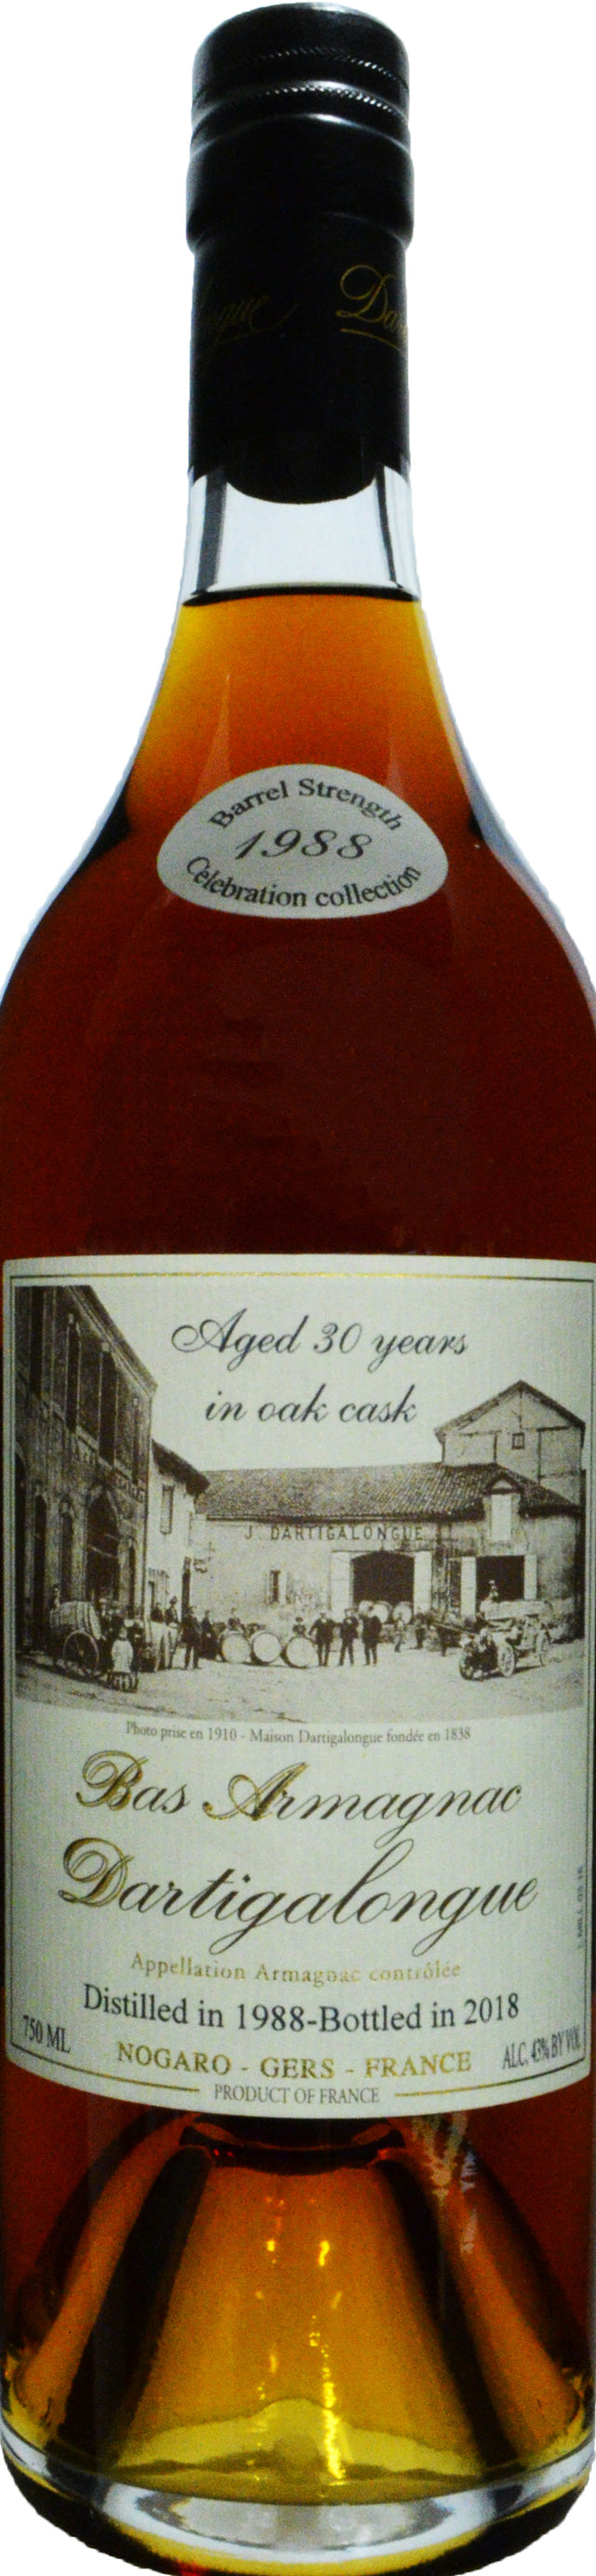 Dar
Barrel Strength
1988
Celebration collection
Aged 30 years
in oak cask
J. DARTIGALONGUE
Photo prise en 1910 - Maison Dartigalongue fondée en 1838
Bas Armagnac
Dartigalongue
Appellation Armagnac contrôlée
Distilled in 1988-Bottled in 2018
750 ML
NOGARO - GERS - FRANCE
ALC. 43% BY VOL
PRODUCT OF FRANCE